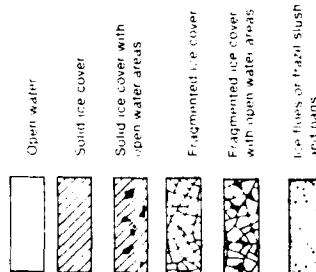 Open water
Solid ice cover
Solid ice cover with
open water areas
Fragmented ice cover
Fragmented ice cover
with open water areas
Ice floes or frazil slush
and pans